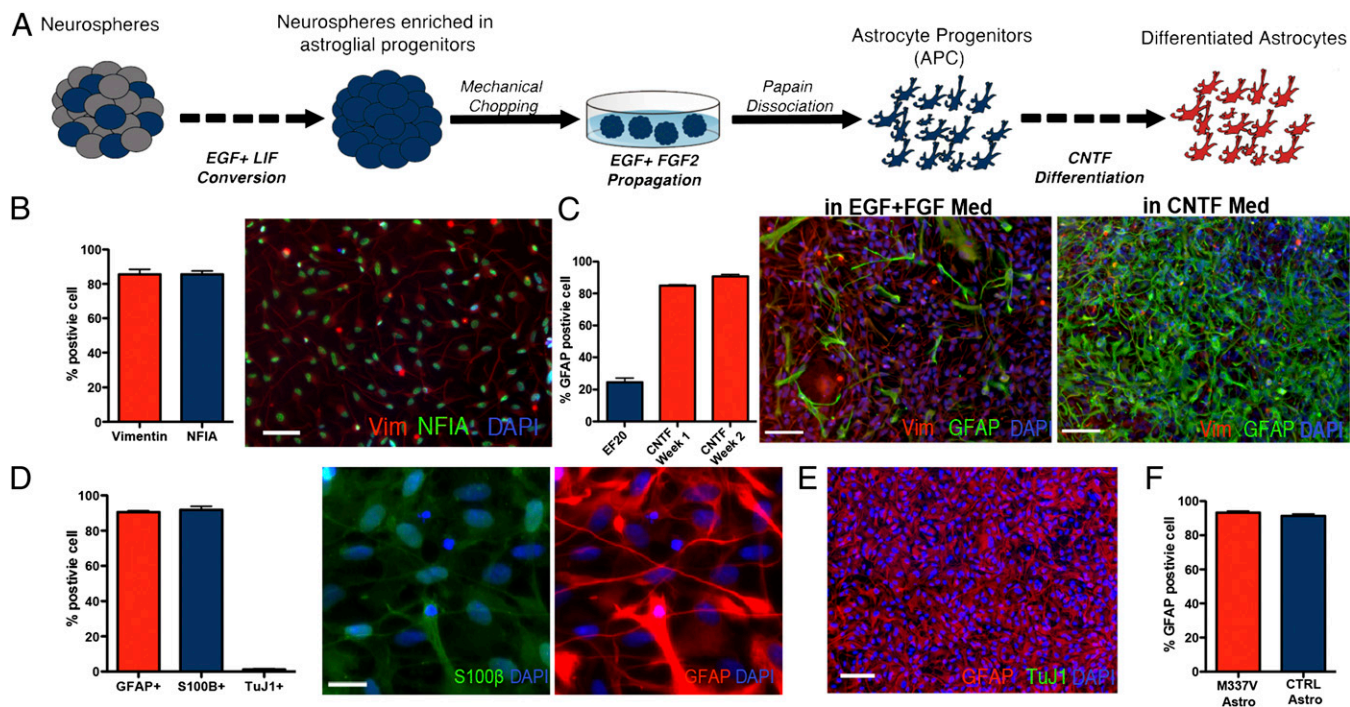 A
Neurospheres
Neurospheres enriched in
astroglial progenitors
Astrocyte Progenitors
(APC)
Differentiated Astrocytes
Mechanical
Chopping
Papain
Dissociation
EGF+ LIF
Conversion
EGF+ FGF2
Propagation
CNTF
Differentiation
B
% postivie cell
100
80
60
40
20
0
Vimentin
NFIA
Vim NFIA DAPI
C
% GFAP postivie cell
100
80
60
40
20
0
EF20
CNTF
Week 1
CNTF
Week 2
in EGF+FGF Med
Vim GFAP DAPI
in CNTF Med
Vim GFAP DAPI
D
% postivie cell
100
80
60
40
20
0
GFAP+
S100B+
TuJ1+
S100β DAPI
GFAP DAPI
E
GFAP TuJ1 DAPI
F
% GFAP postivie cell
100
80
60
40
20
0
M337V
Astro
CTRL
Astro